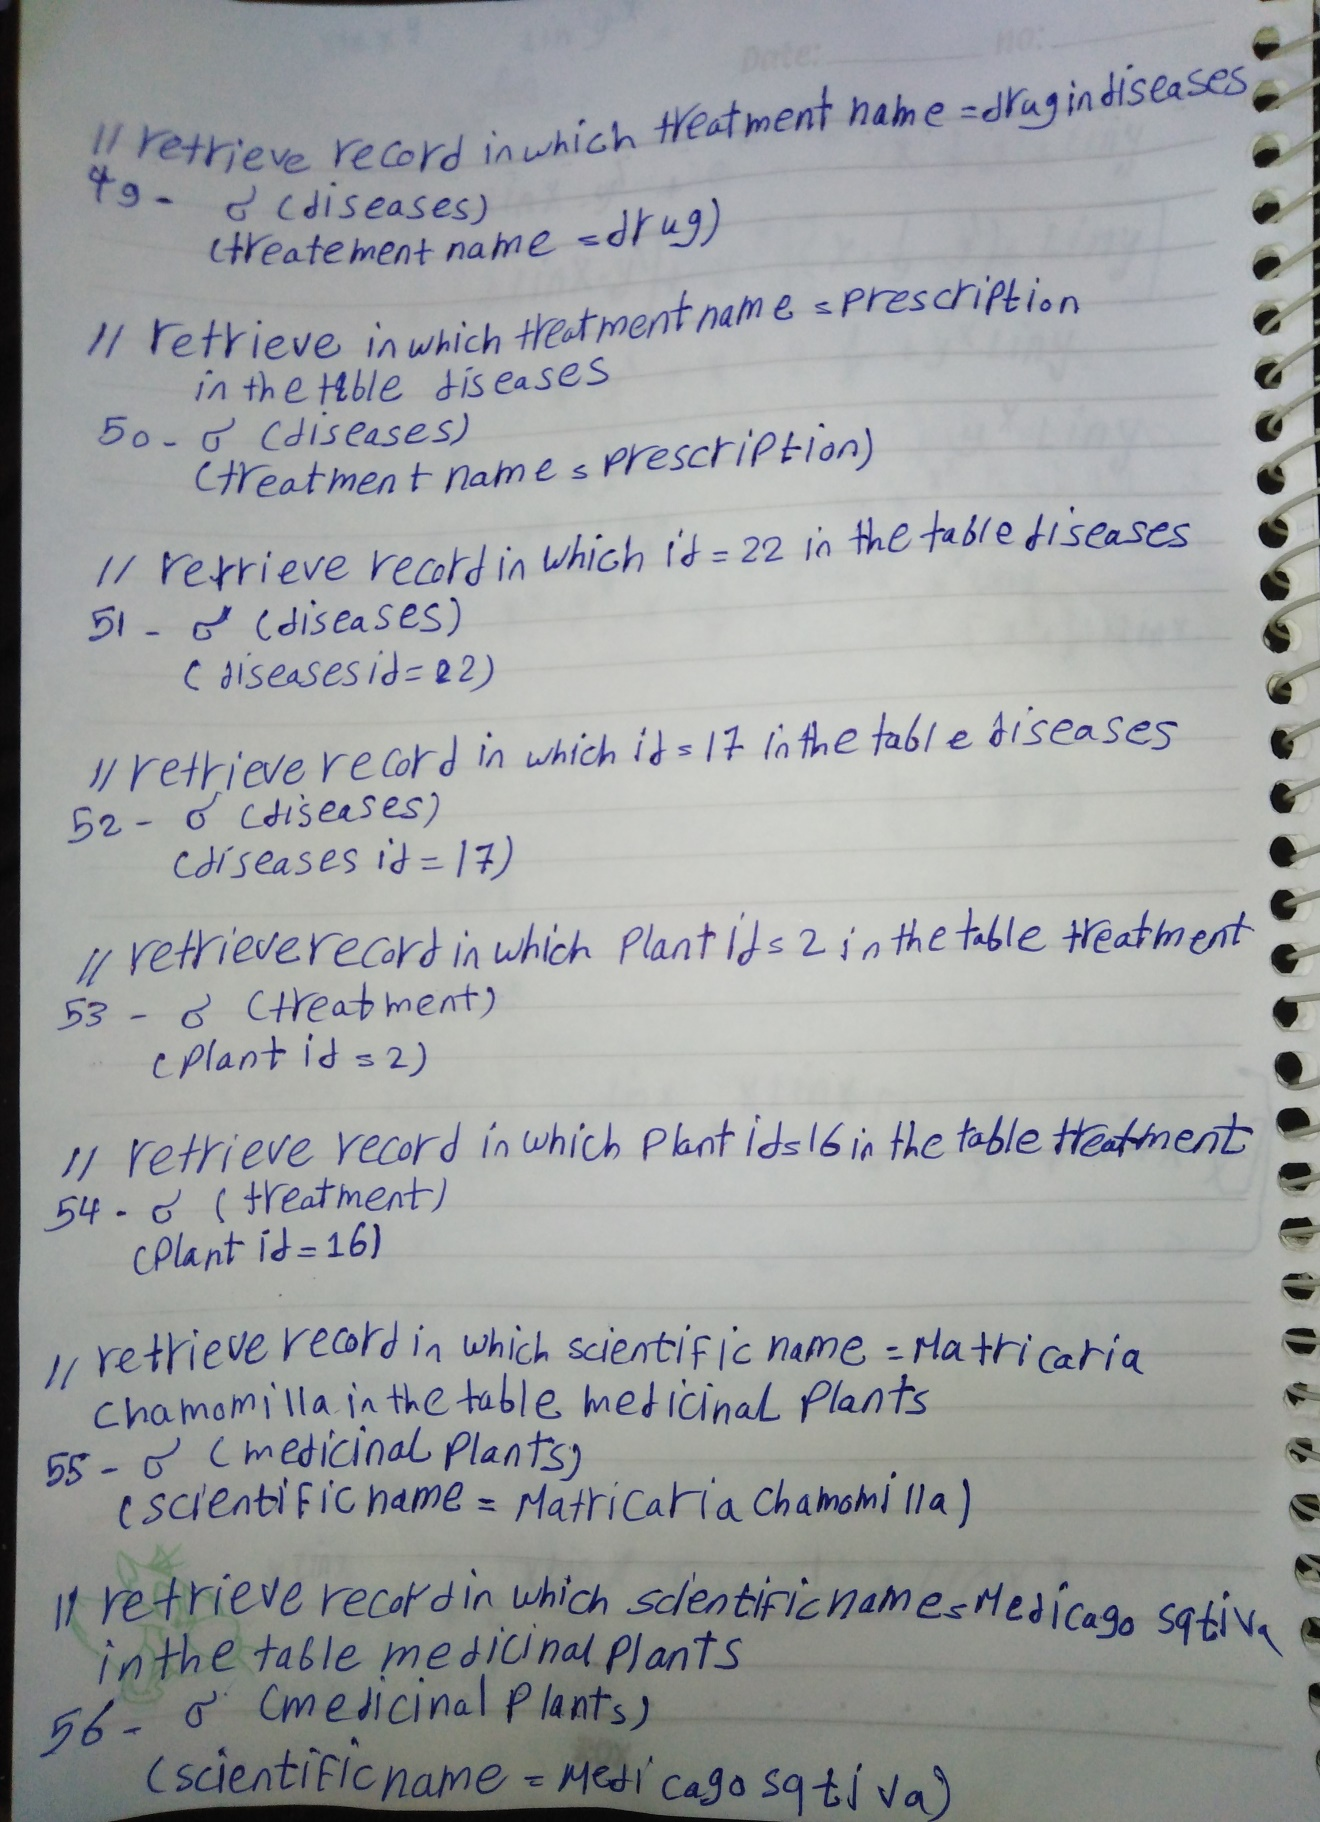 Date: no:
// retrieve record in which treatment name = drug in diseases
49 - σ (diseases)
(treatement name = drug)
// retrieve in which treatment name = prescription
in the table diseases
50 - σ (diseases)
(treatment name = prescription)
// retrieve record in which id = 22 in the table diseases
51 - σ (diseases)
(diseases id = 22)
// retrieve record in which id = 17 in the table diseases
52 - σ (diseases)
(diseases id = 17)
// retrieve record in which Plant id = 2 in the table treatment
53 - σ (treatment)
(Plant id = 2)
// retrieve record in which Plant id = 16 in the table treatment
54 - σ (treatment)
(Plant id = 16)
// retrieve record in which scientific name = Matricaria
Chamomilla in the table medicinal Plants
55 - σ (medicinal Plants)
(scientific name = Matricaria Chamomilla)
// retrieve record in which scientific name = Medicago sqtiva
in the table medicinal Plants
56 - σ (medicinal Plants)
(scientific name = Medicago sqtiva)